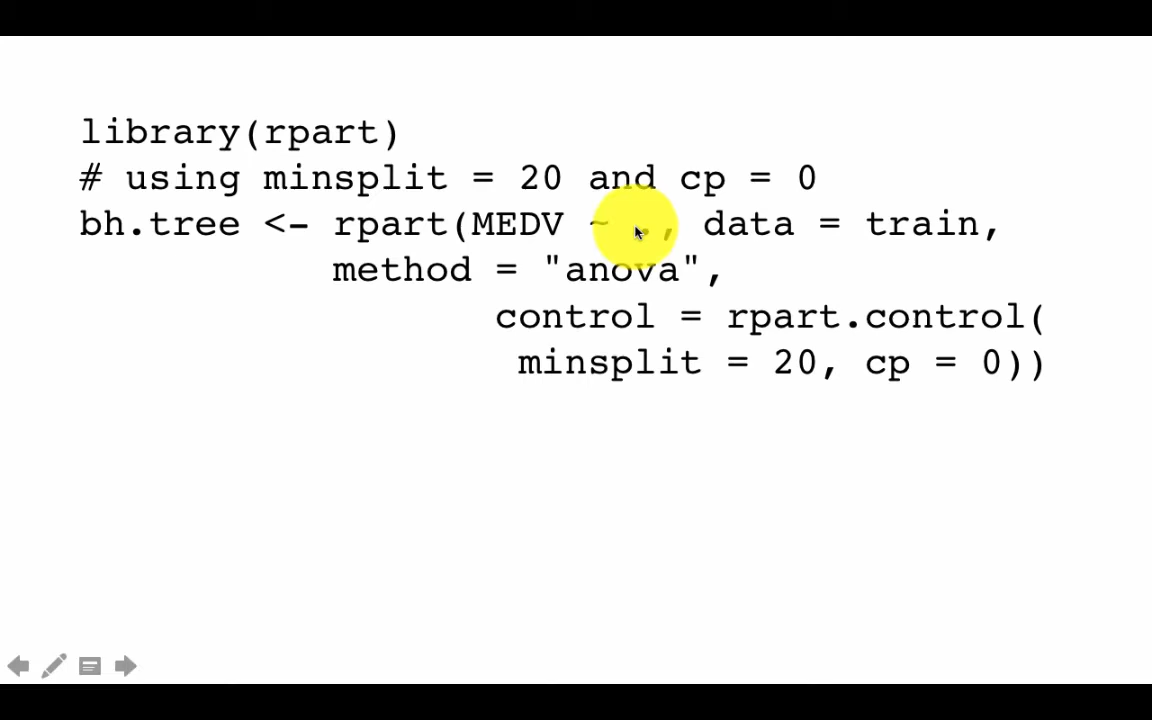 library(rpart)
# using minsplit = 20 and cp = 0
bh.tree <- rpart(MEDV ~ ., data = train,
method = "anova",
control = rpart.control(
minsplit = 20, cp = 0))